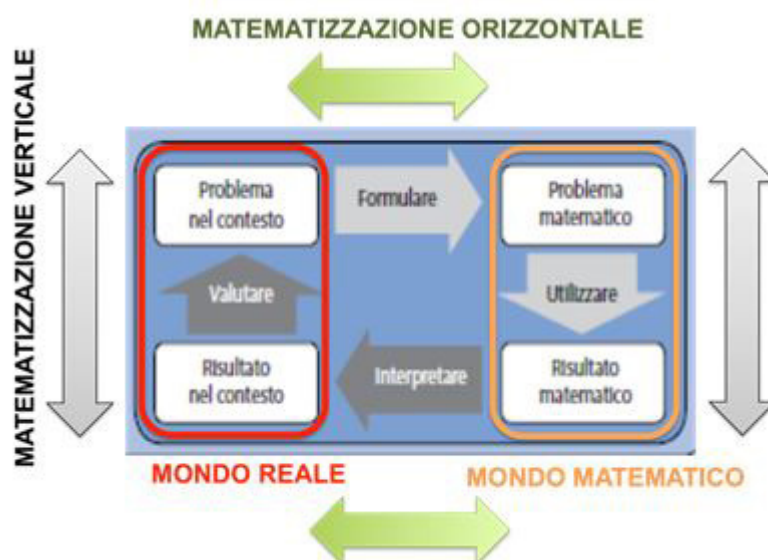 MATEMATIZZAZIONE ORIZZONTALE
MATEMATIZZAZIONE VERTICALE
Problema
nel contesto
Formulare
Problema
matematico
Valutare
Utilizzare
Risultato
nel contesto
Interpretare
Risultato
matematico
MONDO REALE
MONDO MATEMATICO